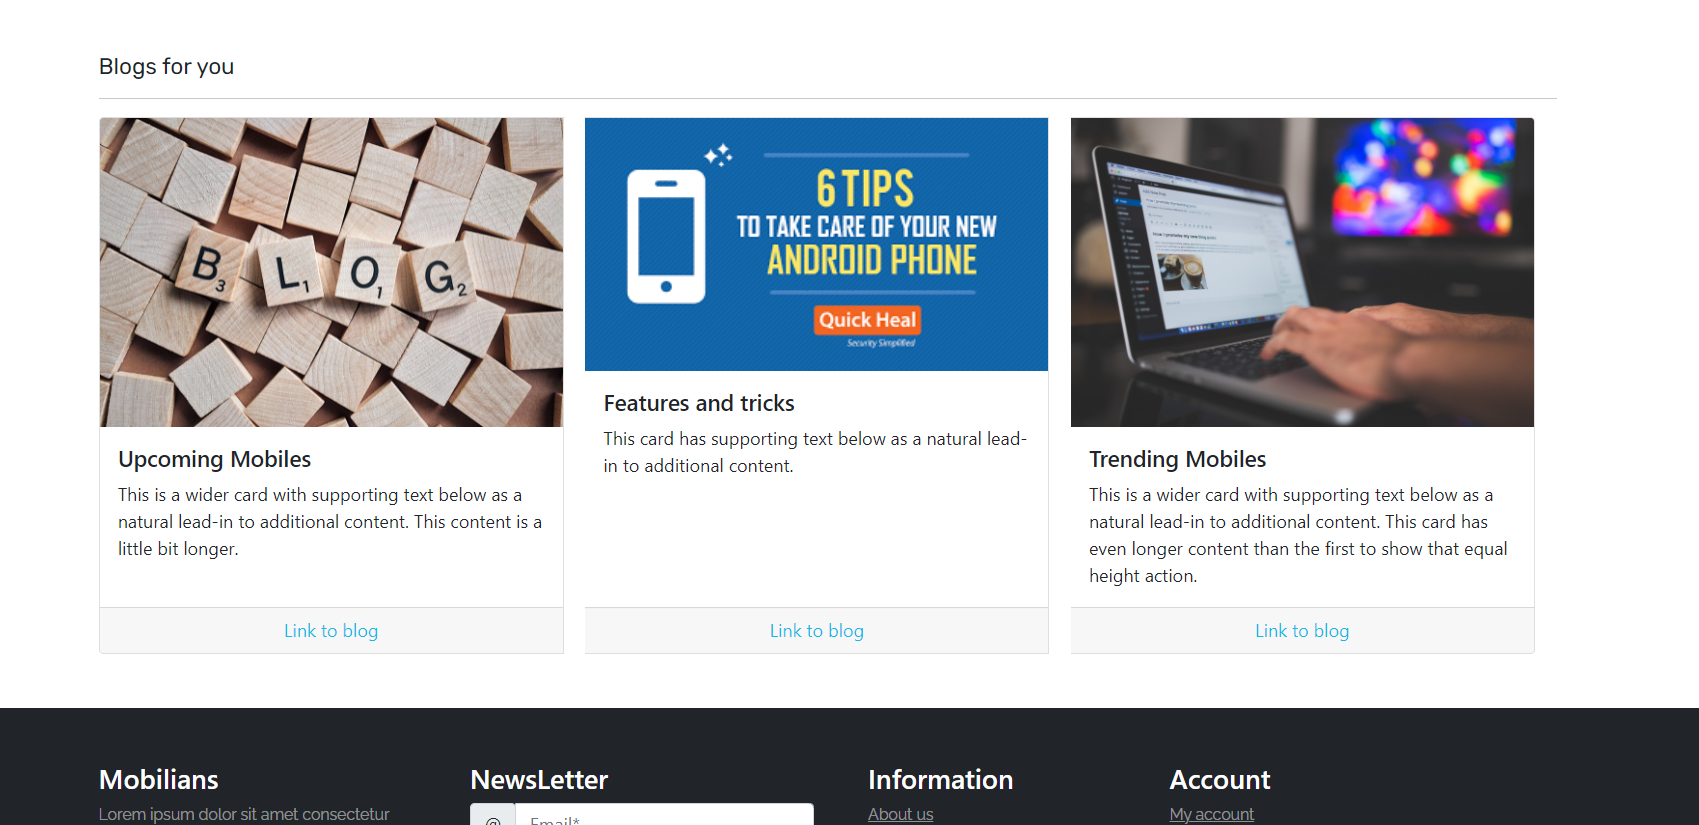 Blogs for you
B3 L1 O1 G2
6 TIPS
TO TAKE CARE OF YOUR NEW
ANDROID PHONE
Quick Heal
Security Simplified
Upcoming Mobiles
This is a wider card with supporting text below as a
natural lead-in to additional content. This content is a
little bit longer.
Link to blog
Features and tricks
This card has supporting text below as a natural lead-
in to additional content.
Link to blog
Trending Mobiles
This is a wider card with supporting text below as a
natural lead-in to additional content. This card has
even longer content than the first to show that equal
height action.
Link to blog
Mobilians
Lorem ipsum dolor sit amet consectetur
NewsLetter
@ Email*
Information
About us
Account
My account